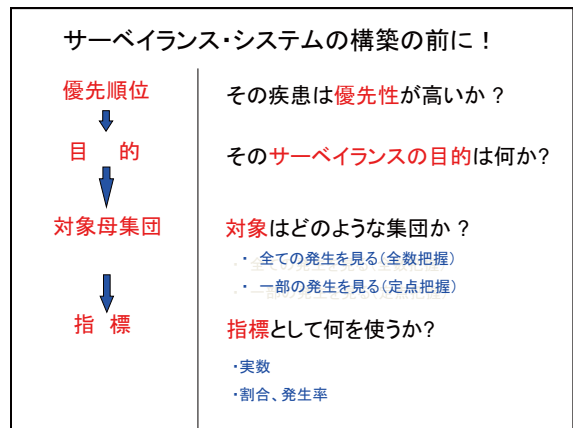 サーベイランス・システムの構築の前に！
優先順位
その疾患は優先性が高いか？
目　的
そのサーベイランスの目的は何か?
対象母集団
対象はどのような集団か？
・ 全ての発生を見る(全数把握)
・ 一部の発生を見る(定点把握)
指 標
指標として何を使うか?
・実数
・割合、発生率